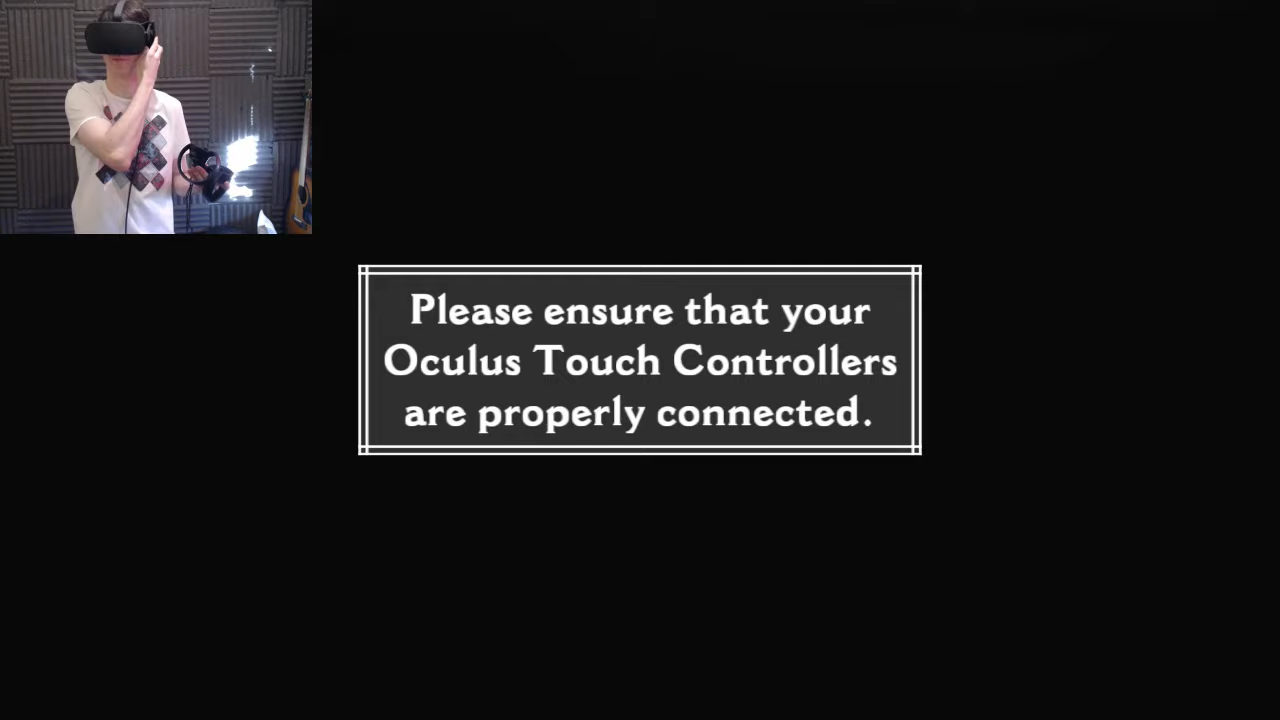 Please ensure that your
Oculus Touch Controllers
are properly connected.